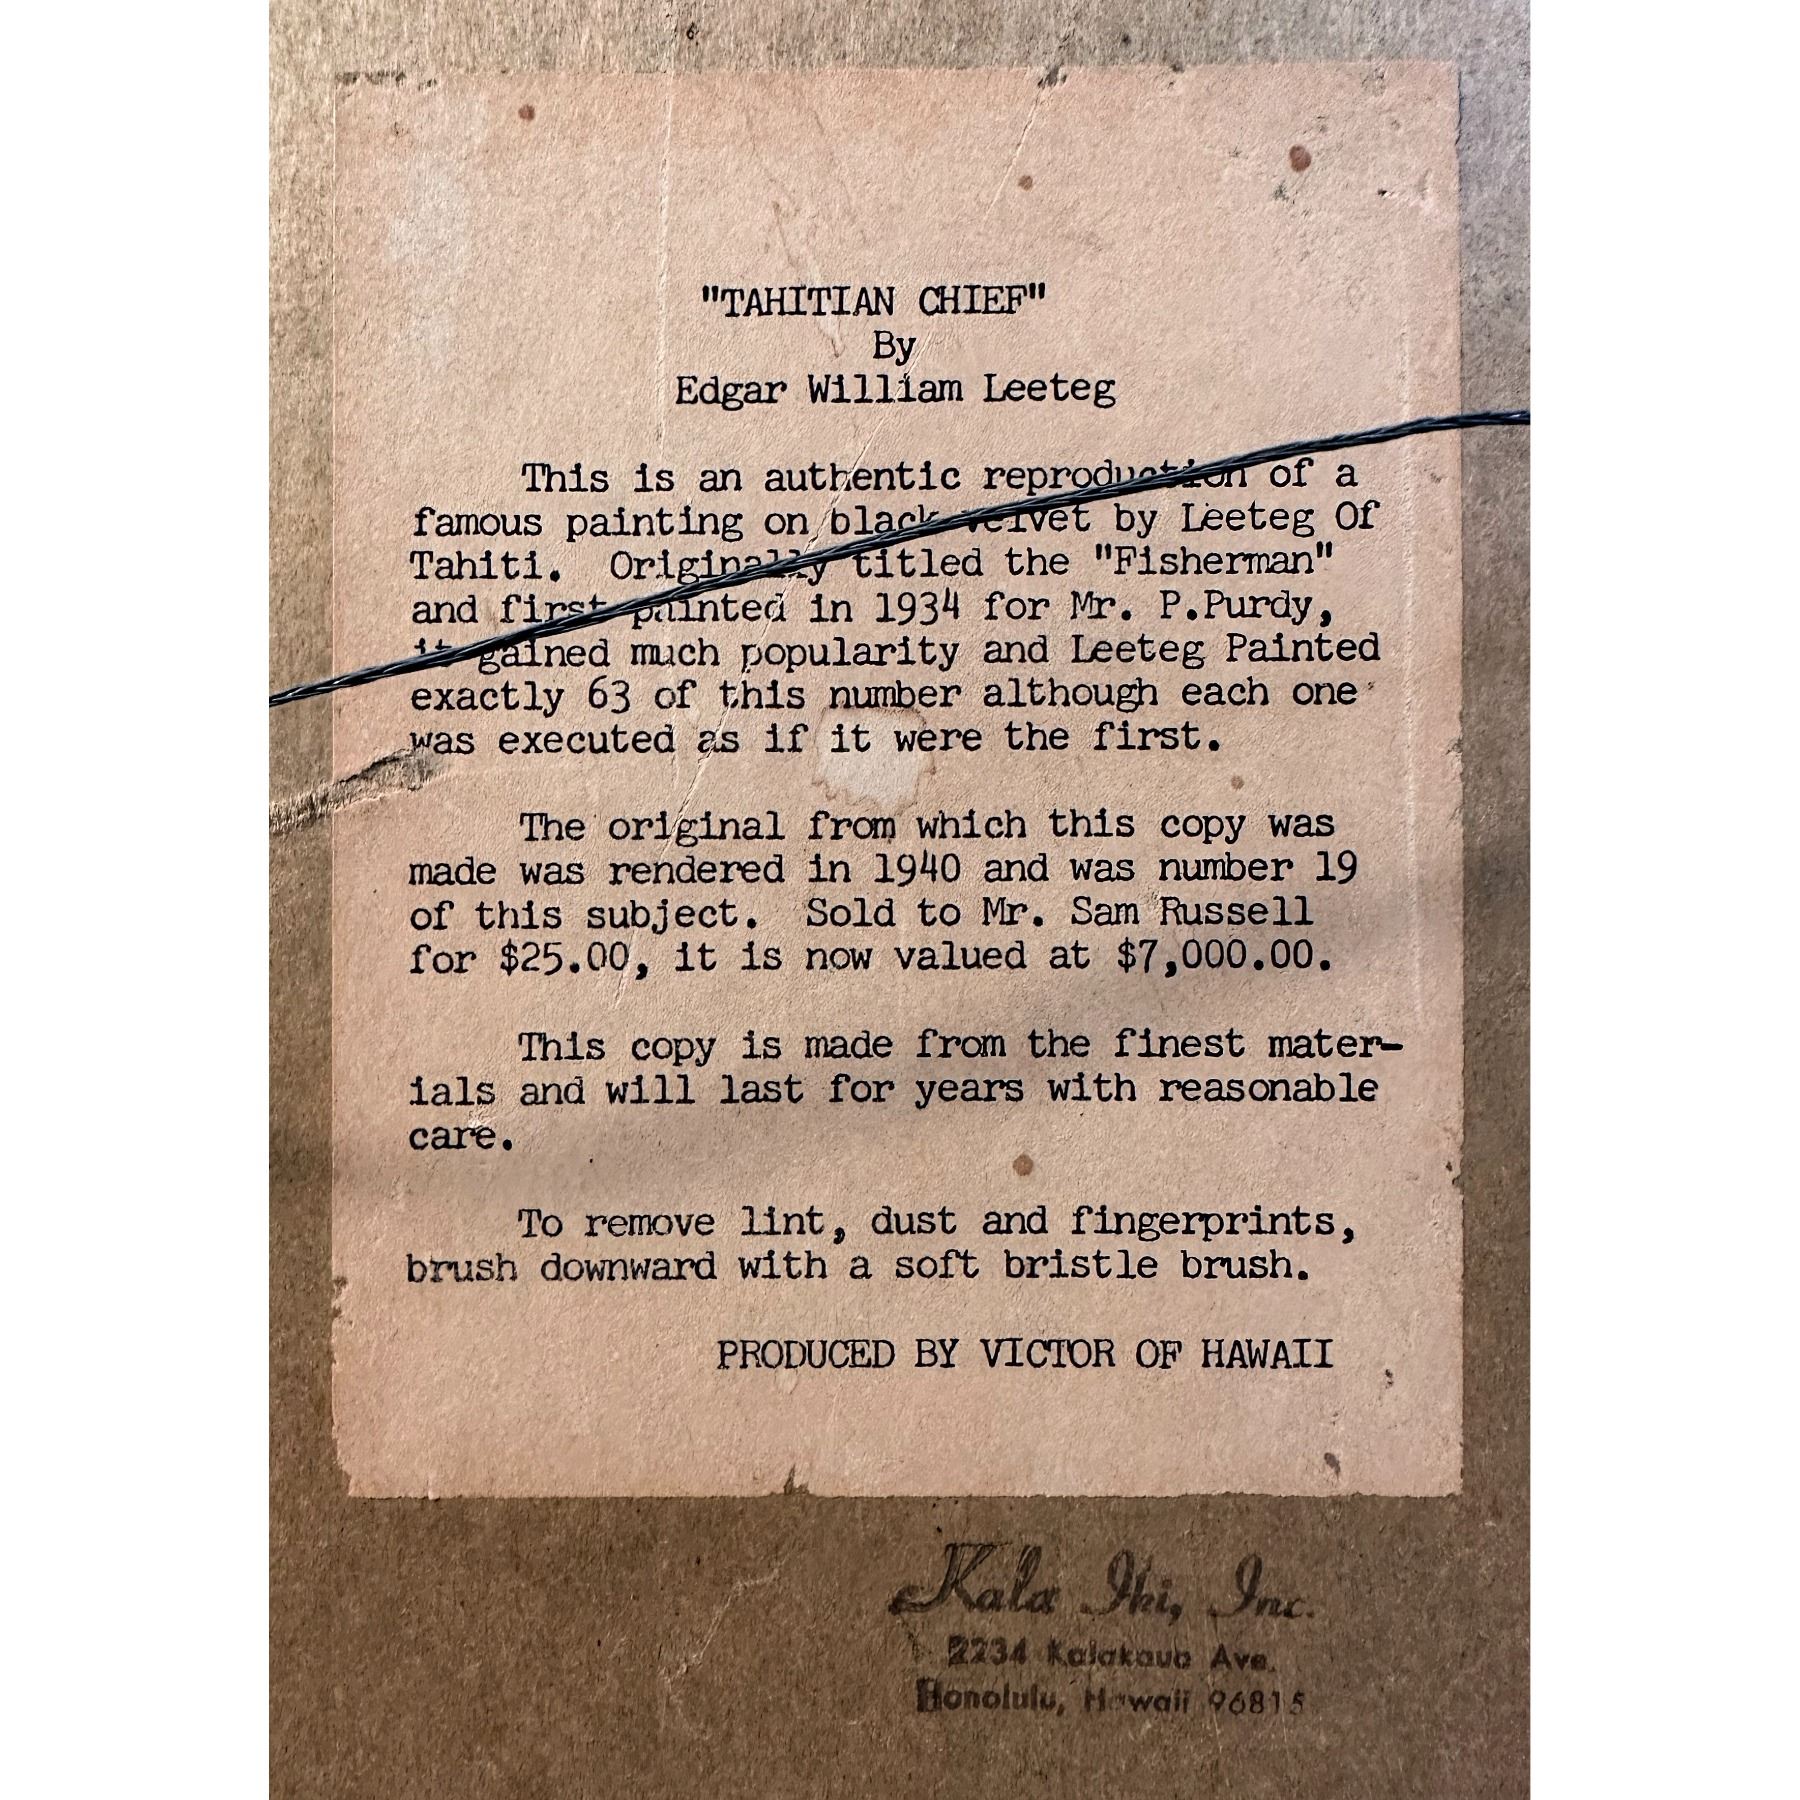 "TAHITIAN CHIEF"
By
Edgar William Leeteg
This is an authentic reproduction of a
famous painting on black velvet by Leeteg Of
Tahiti. Originally titled the "Fisherman"
and first painted in 1934 for Mr. P.Purdy,
it gained much popularity and Leeteg Painted
exactly 63 of this number although each one
was executed as if it were the first.
The original from which this copy was
made was rendered in 1940 and was number 19
of this subject. Sold to Mr. Sam Russell
for $25.00, it is now valued at $7,000.00.
This copy is made from the finest mater-
ials and will last for years with reasonable
care.
To remove lint, dust and fingerprints,
brush downward with a soft bristle brush.
PRODUCED BY VICTOR OF HAWAII
Kala Iki, Inc.
2234 Kalakaua Ave.
Honolulu, Hawaii 96815